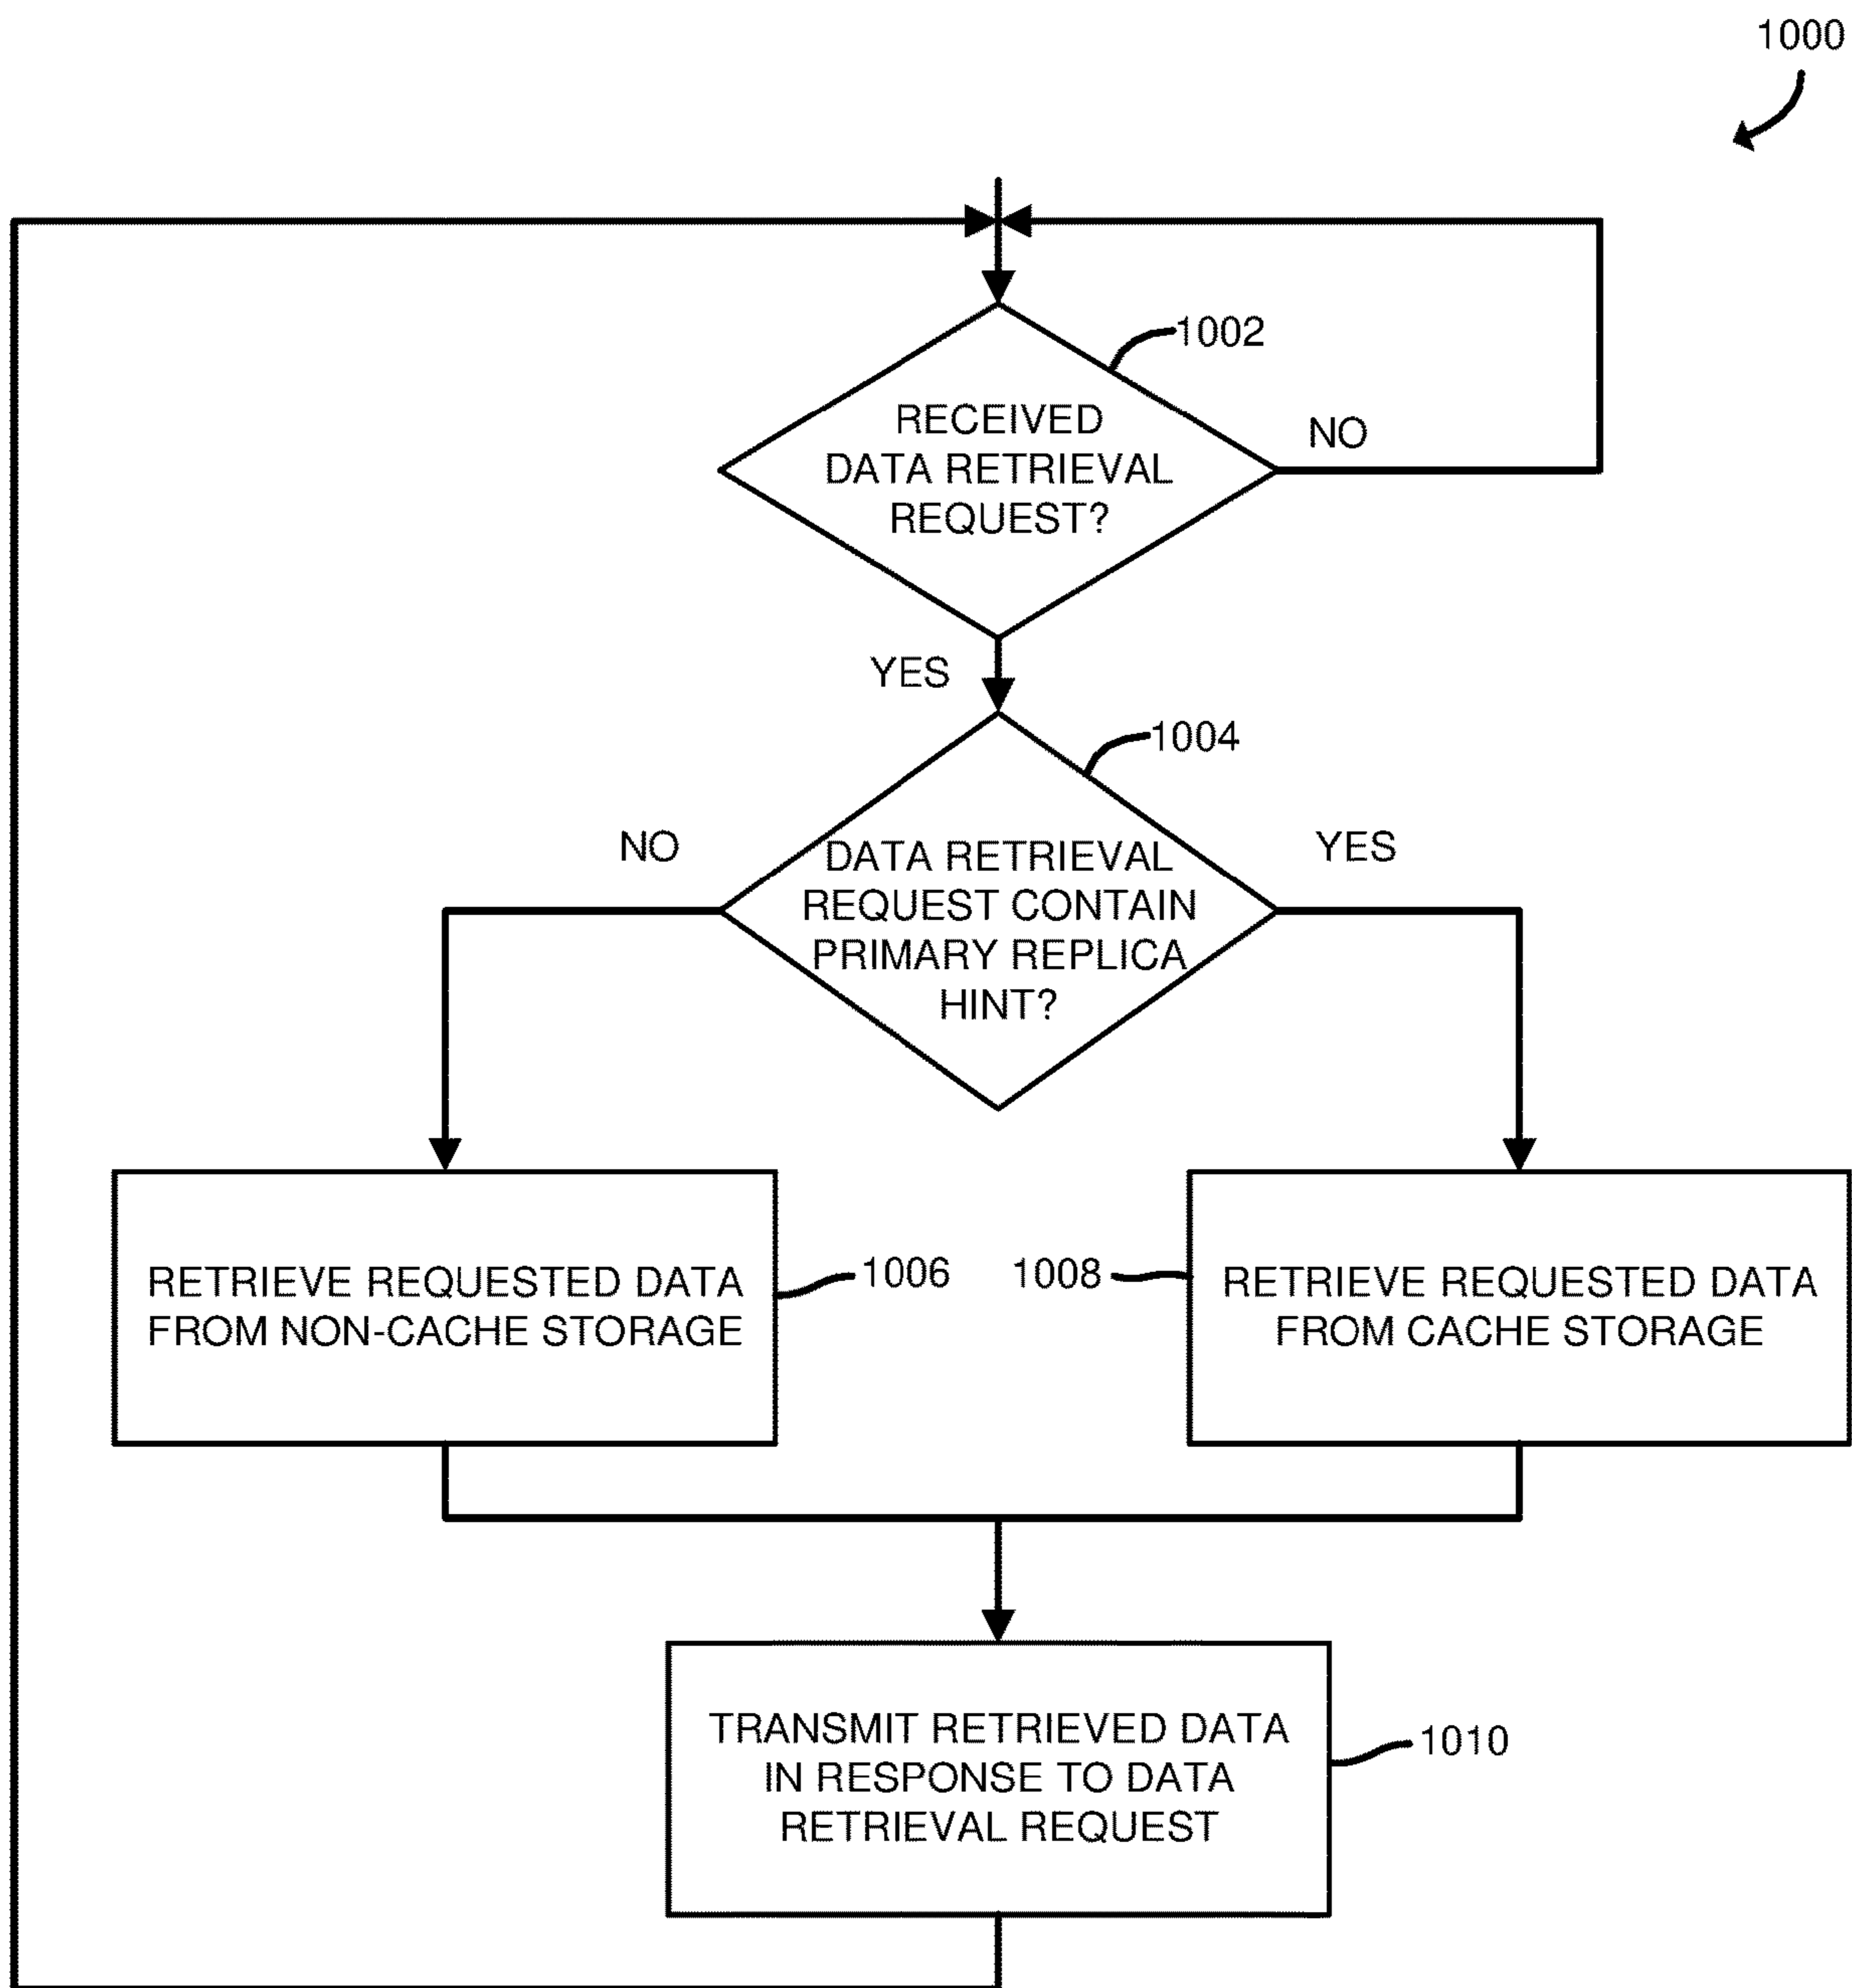 1000
1002
RECEIVED
DATA RETRIEVAL
REQUEST?
NO
YES
1004
NO
YES
DATA RETRIEVAL
REQUEST CONTAIN
PRIMARY REPLICA
HINT?
RETRIEVE REQUESTED DATA
FROM NON-CACHE STORAGE
1006
1008
RETRIEVE REQUESTED DATA
FROM CACHE STORAGE
TRANSMIT RETRIEVED DATA
IN RESPONSE TO DATA
RETRIEVAL REQUEST
1010